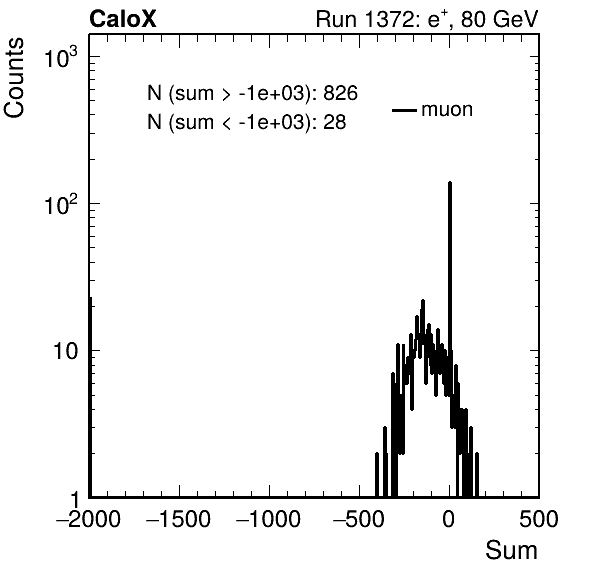 CaloX Run 1372: e⁺, 80 GeV
Counts
10³
N (sum > -1e+03): 826
N (sum < -1e+03): 28
muon
10²
10
1
−2000 −1500 −1000 −500 0 500
Sum